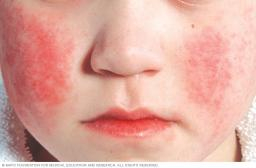 © MAYO FOUNDATION FOR MEDICAL EDUCATION AND RESEARCH. ALL RIGHTS RESERVED.